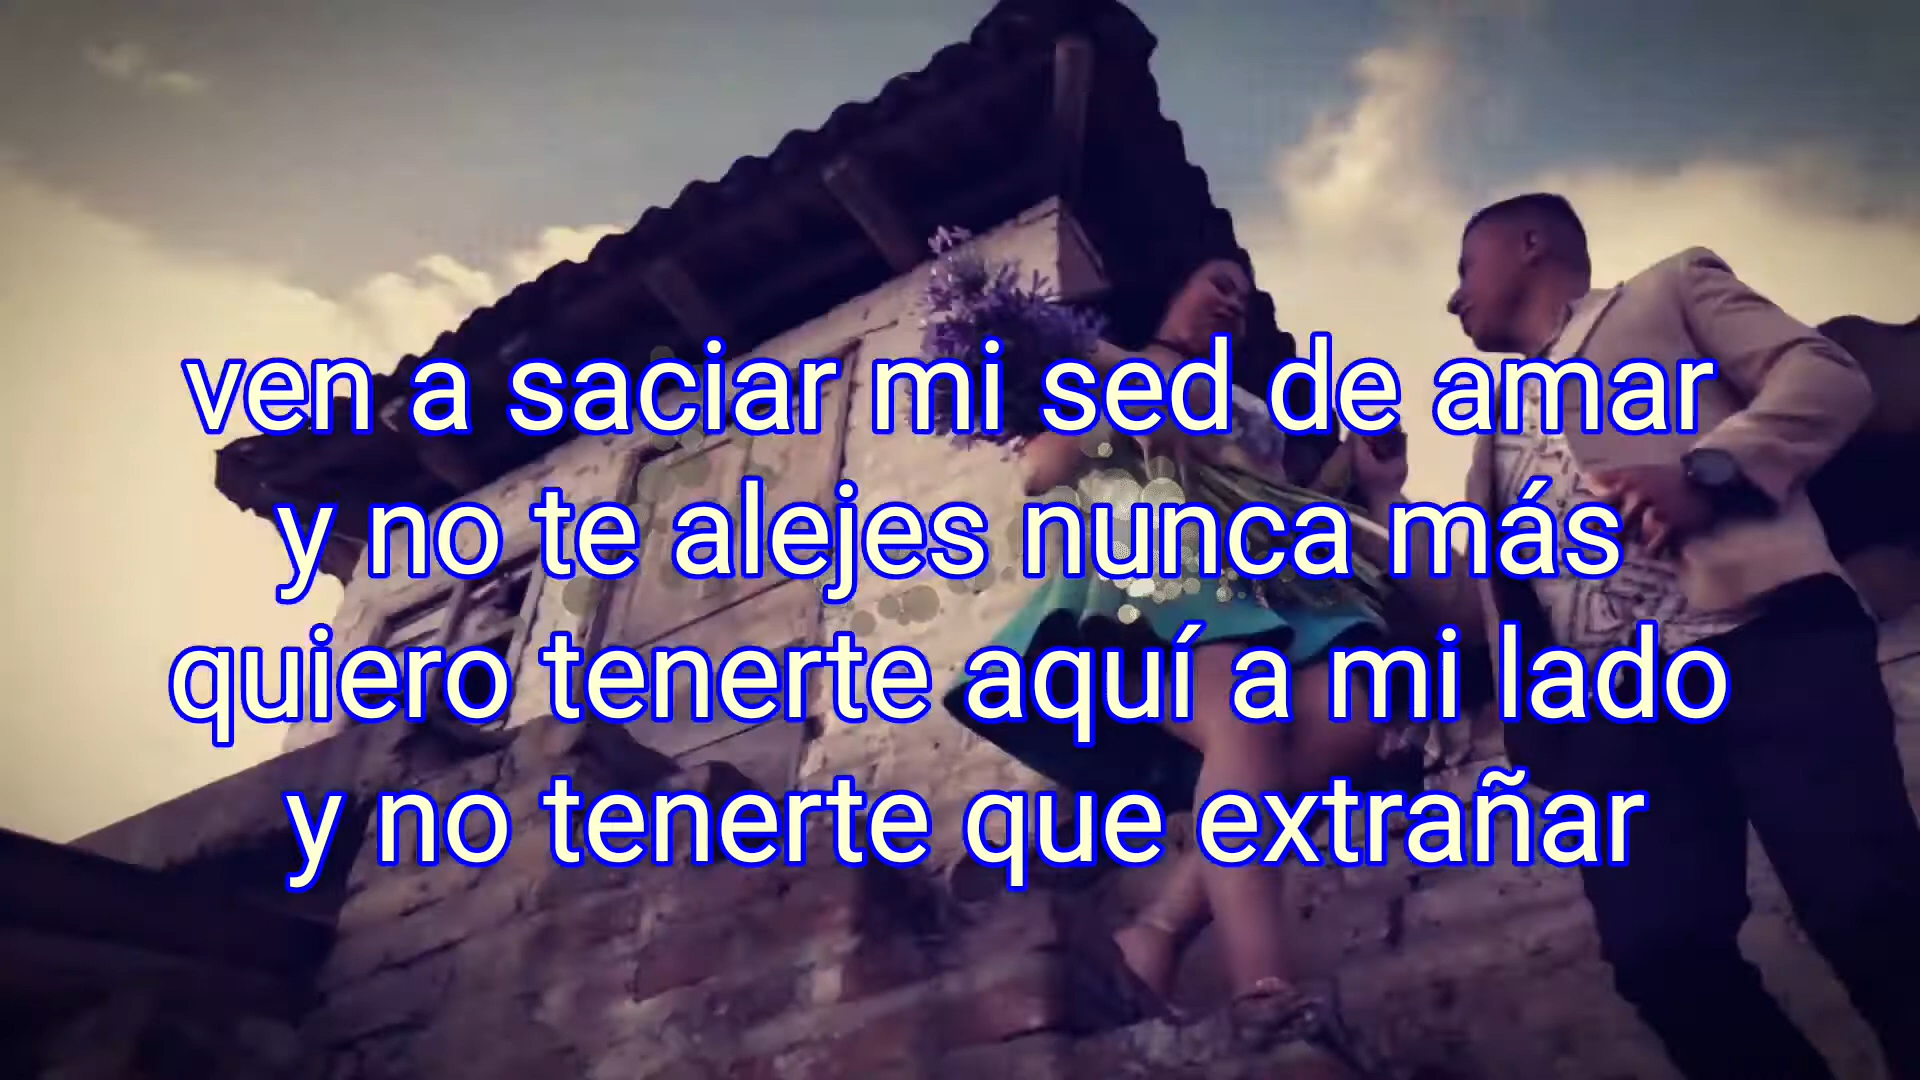 ven a saciar mi sed de amar
y no te alejes nunca más
quiero tenerte aquí a mi lado
y no tenerte que extrañar